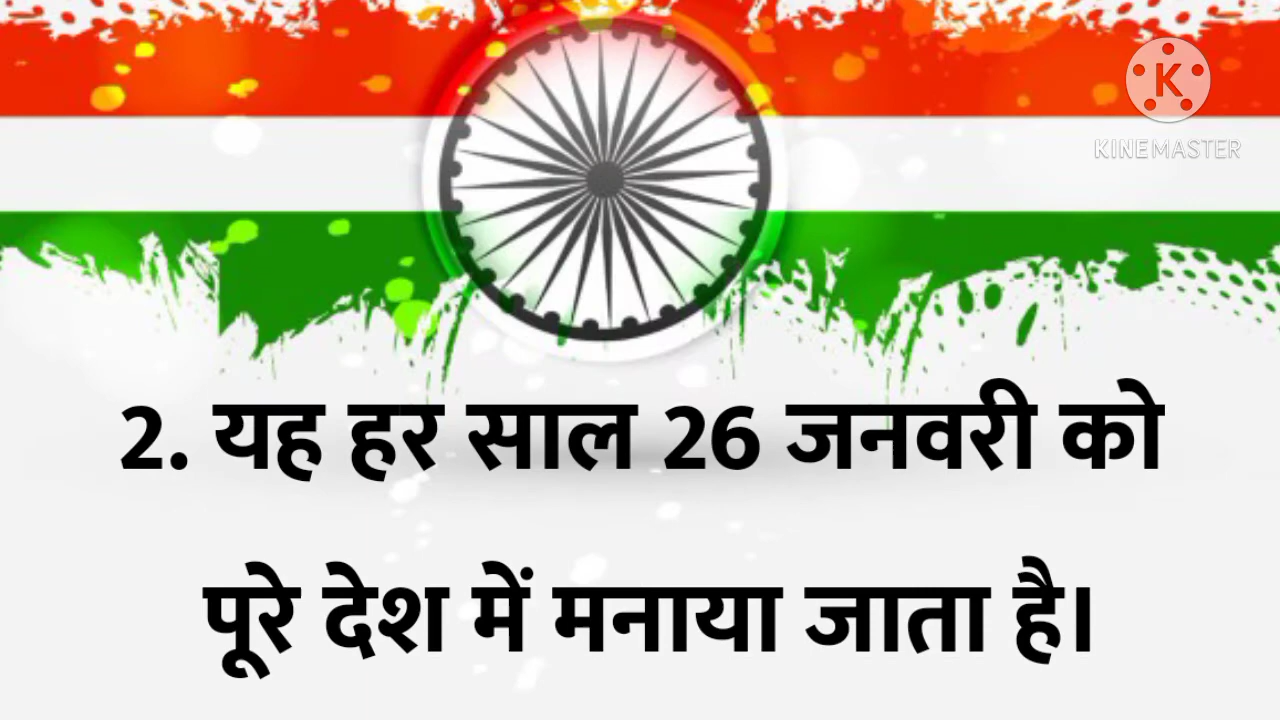 K
KINEMASTER
2. यह हर साल 26 जनवरी को
पूरे देश में मनाया जाता है।